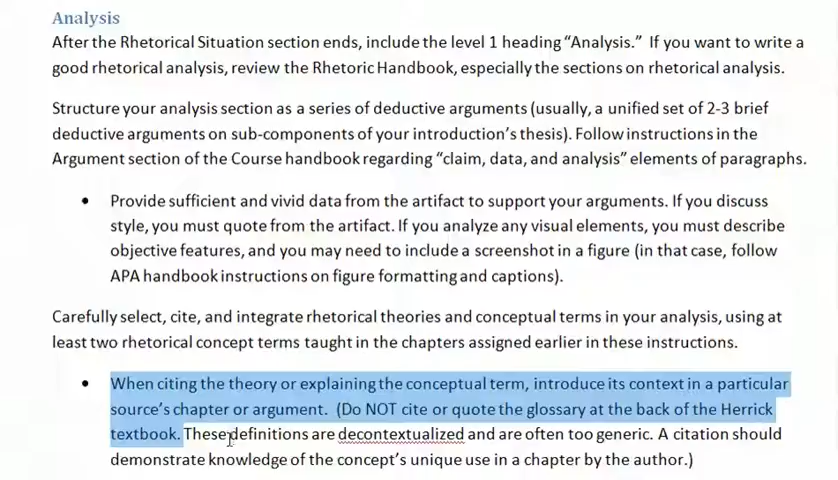 Analysis
After the Rhetorical Situation section ends, include the level 1 heading “Analysis.”  If you want to write a
good rhetorical analysis, review the Rhetoric Handbook, especially the sections on rhetorical analysis.
Structure your analysis section as a series of deductive arguments (usually, a unified set of 2-3 brief
deductive arguments on sub-components of your introduction’s thesis). Follow instructions in the
Argument section of the Course handbook regarding “claim, data, and analysis” elements of paragraphs.
• Provide sufficient and vivid data from the artifact to support your arguments. If you discuss
style, you must quote from the artifact. If you analyze any visual elements, you must describe
objective features, and you may need to include a screenshot in a figure (in that case, follow
APA handbook instructions on figure formatting and captions).
Carefully select, cite, and integrate rhetorical theories and conceptual terms in your analysis, using at
least two rhetorical concept terms taught in the chapters assigned earlier in these instructions.
• When citing the theory or explaining the conceptual term, introduce its context in a particular
source’s chapter or argument.  (Do NOT cite or quote the glossary at the back of the Herrick
textbook. These definitions are decontextualized and are often too generic. A citation should
demonstrate knowledge of the concept’s unique use in a chapter by the author.)